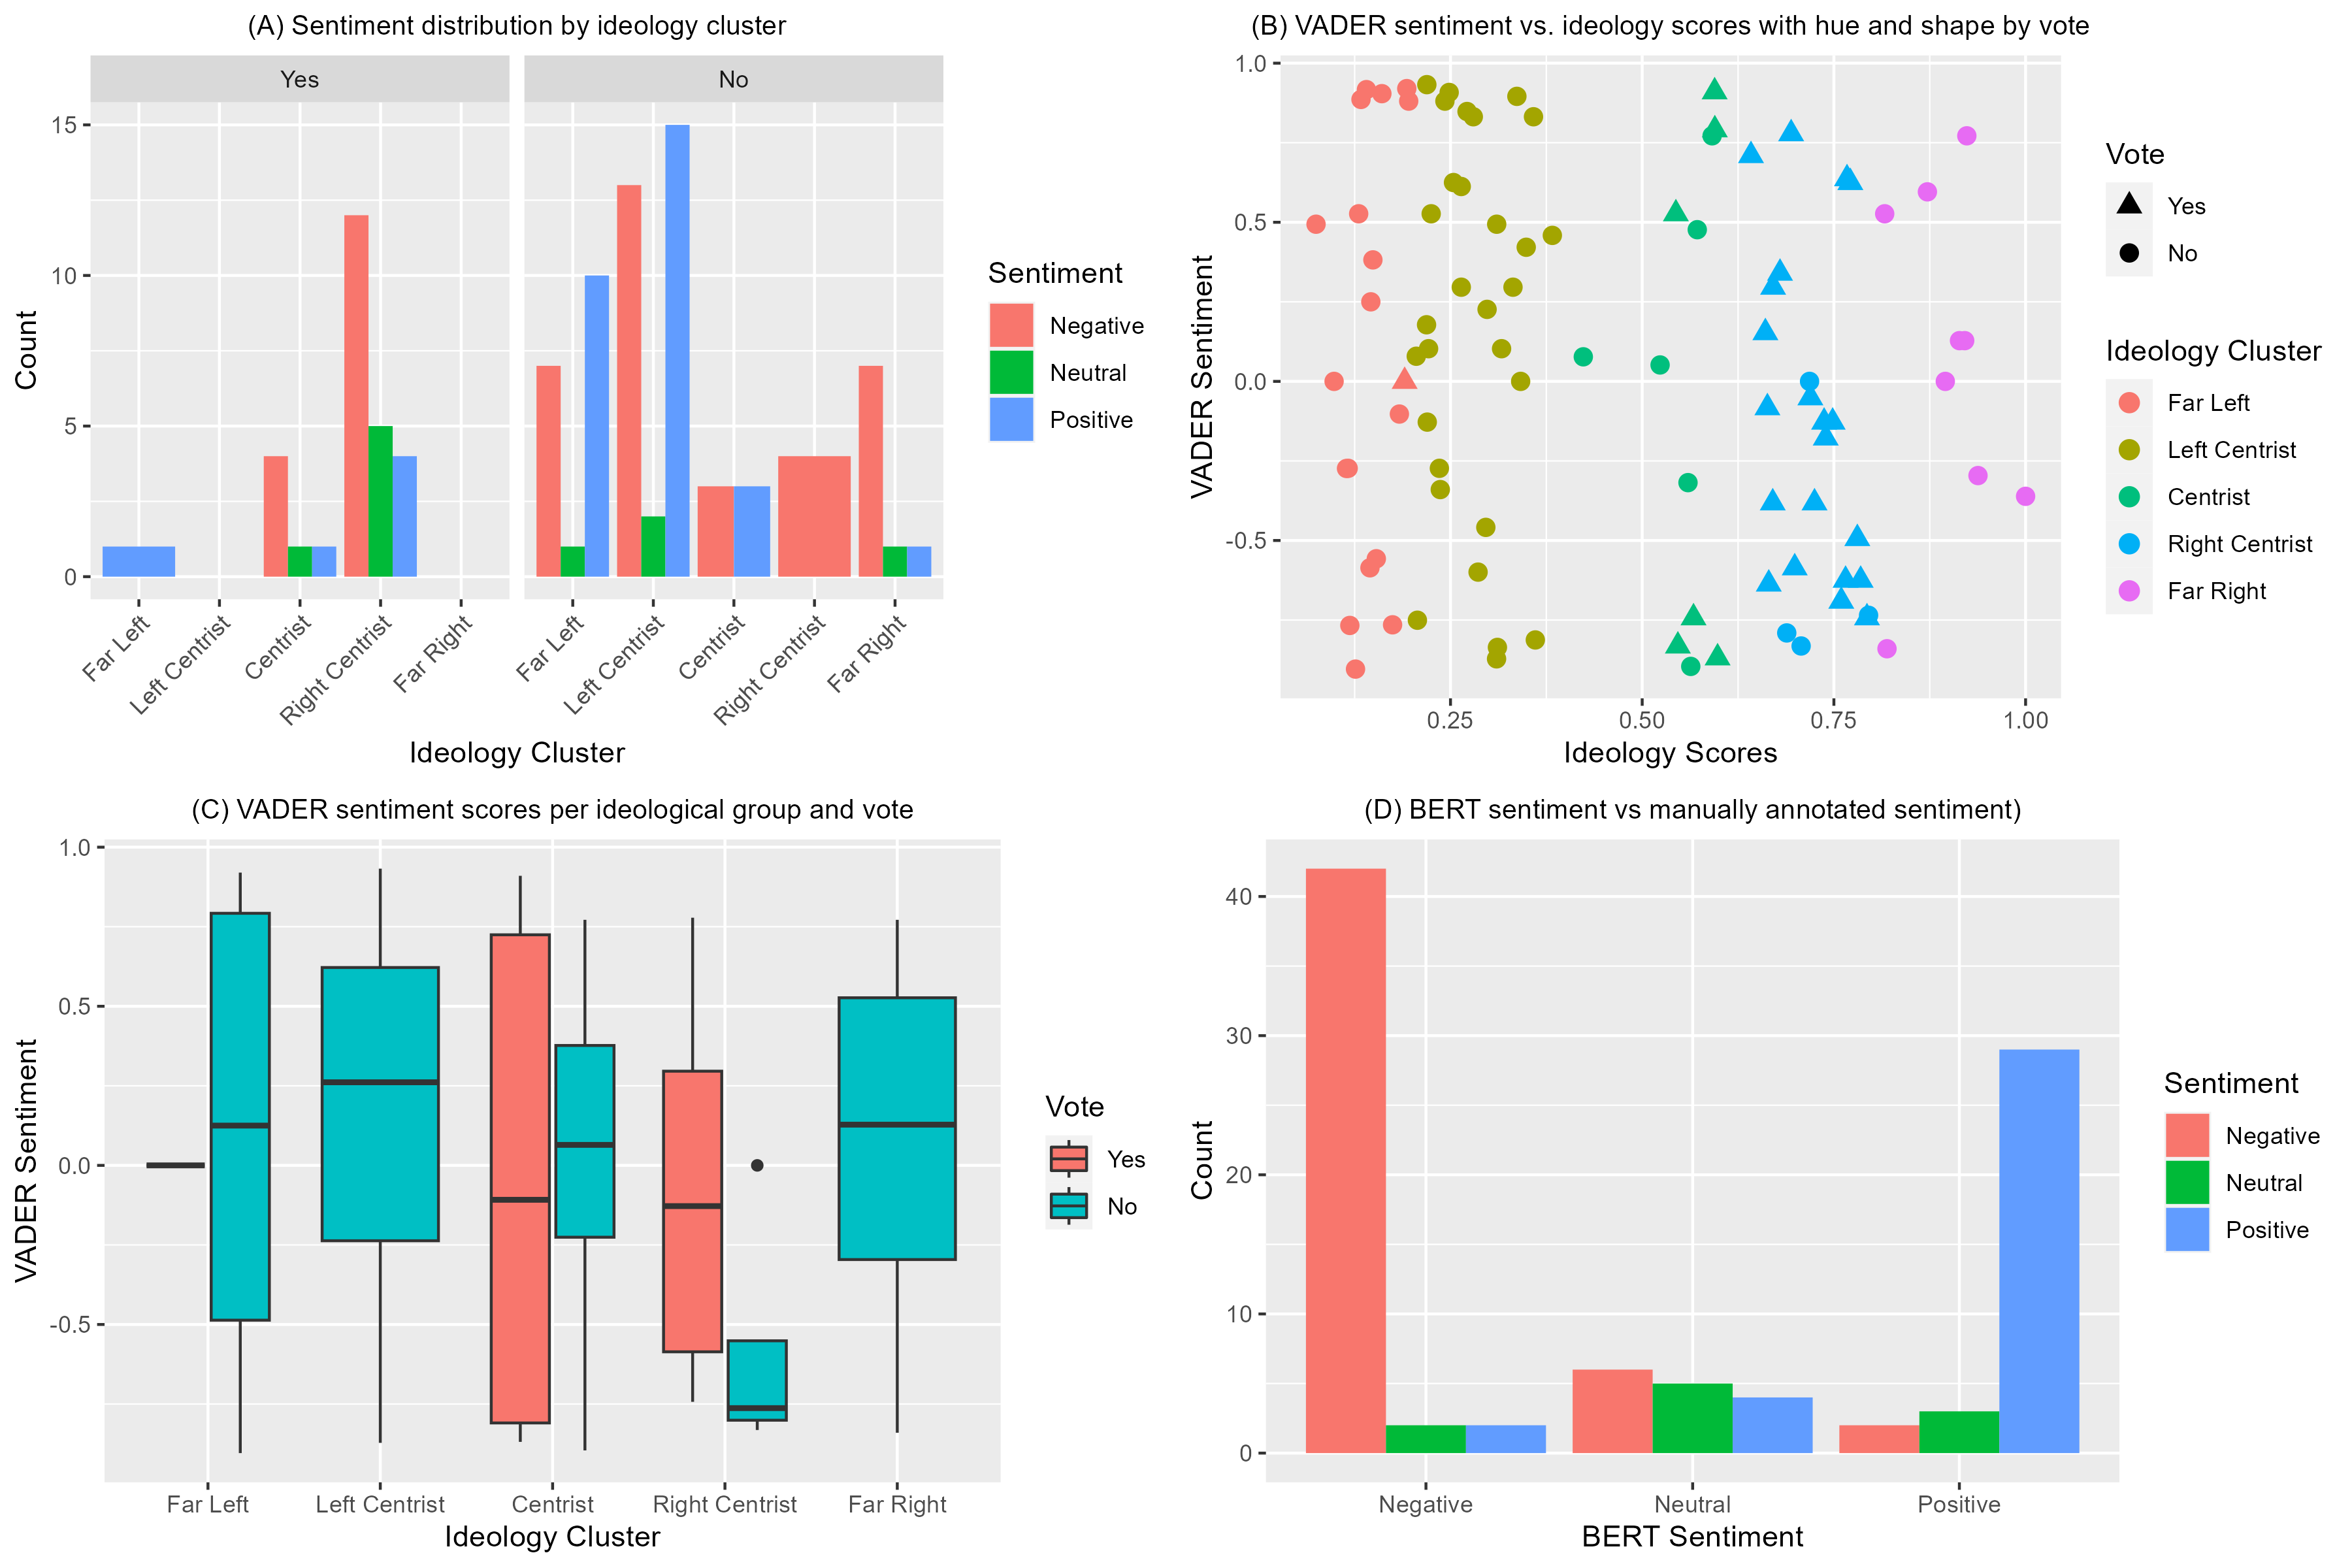 (A) Sentiment distribution by ideology cluster
Yes
No
15
10
5
0
Count
Far Left
Left Centrist
Centrist
Right Centrist
Far Right
Far Left
Left Centrist
Centrist
Right Centrist
Far Right
Ideology Cluster
Sentiment
Negative
Neutral
Positive
(B) VADER sentiment vs. ideology scores with hue and shape by vote
1.0
0.5
0.0
-0.5
VADER Sentiment
0.25
0.50
0.75
1.00
Ideology Scores
Vote
Yes
No
Ideology Cluster
Far Left
Left Centrist
Centrist
Right Centrist
Far Right
(C) VADER sentiment scores per ideological group and vote
1.0
0.5
0.0
-0.5
VADER Sentiment
Far Left
Left Centrist
Centrist
Right Centrist
Far Right
Ideology Cluster
Vote
Yes
No
(D) BERT sentiment vs manually annotated sentiment)
40
30
20
10
0
Count
Negative
Neutral
Positive
BERT Sentiment
Sentiment
Negative
Neutral
Positive